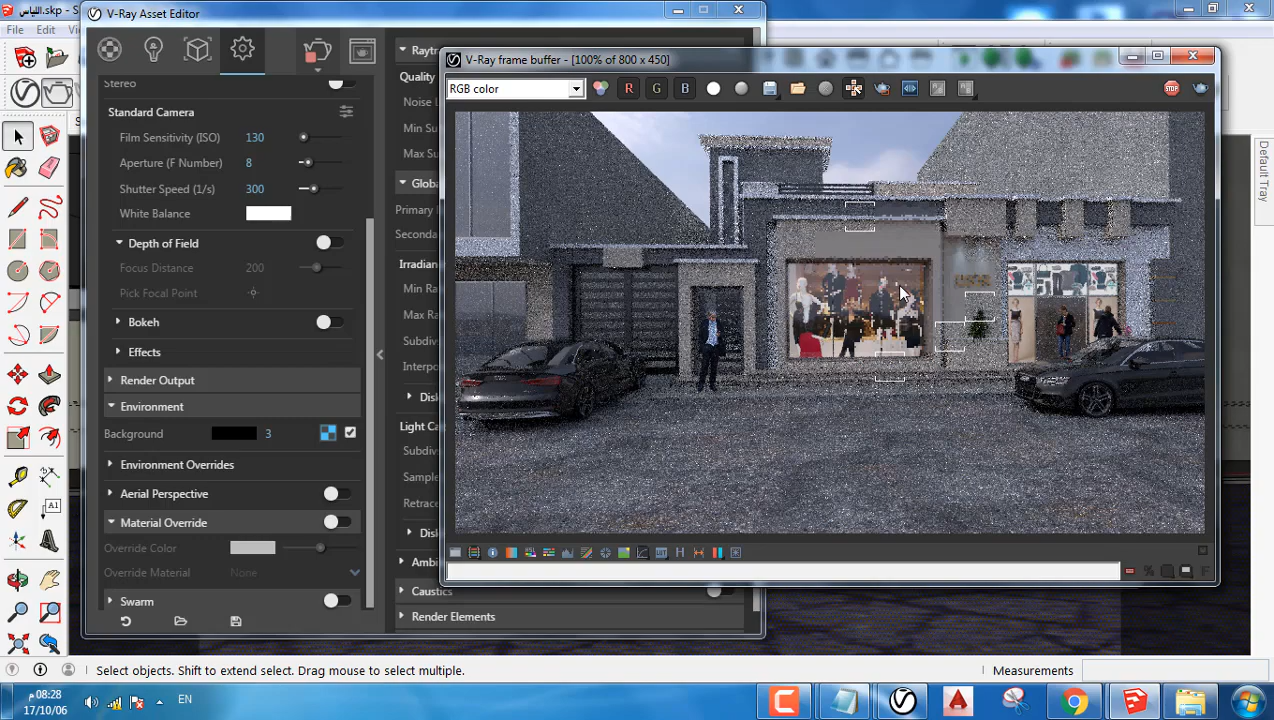 اللباس.skp
V-Ray Asset Editor
File
Edit
V-Ray frame buffer - [100% of 800 x 450]
RGB color
R
G
B
STOP
Stereo
Standard Camera
Film Sensitivity (ISO) 130
Aperture (F Number) 8
Shutter Speed (1/s) 300
White Balance
Depth of Field
Focus Distance 200
Pick Focal Point
Bokeh
Effects
Render Output
Environment
Background 3
Environment Overrides
Aerial Perspective
Material Override
Override Color
Override Material None
Swarm
Raytr
Quality
Noise L
Min Su
Max Su
Global
Primary
Seconda
Irradian
Min Ra
Max Ra
Subdivi
Interpo
Disk
Light Ca
Subdivi
Sample
Retrace
Ambi
Caustics
Render Elements
Default Tray
Select objects. Shift to extend select. Drag mouse to select multiple.
Measurements
08:28 م
17/10/06
EN